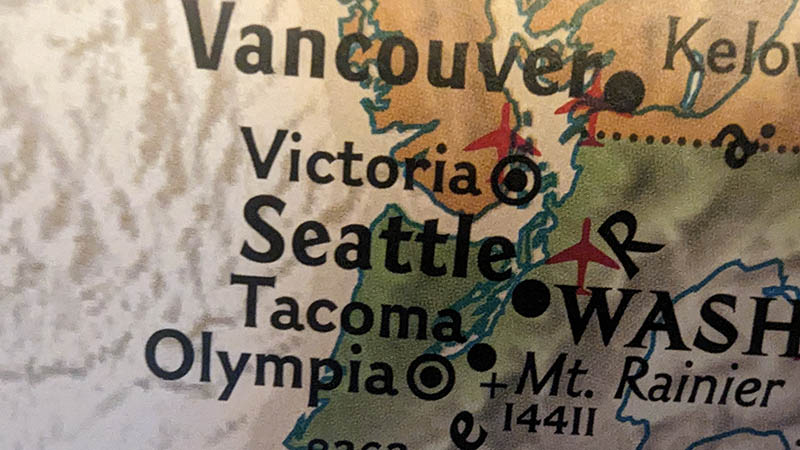 Vancouver
Kelow
Victoria
Seattle
R
Tacoma
WASH
Olympia
Mt. Rainier
14411
e